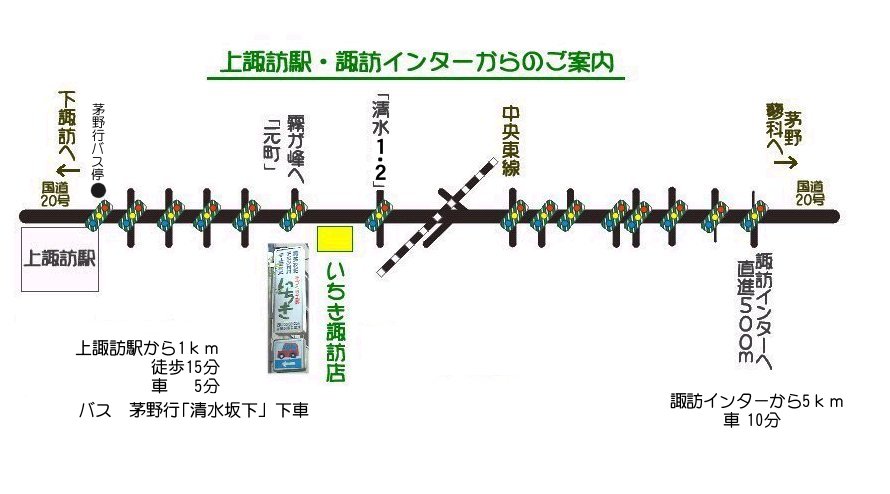 上諏訪駅・諏訪インターからのご案内
下諏訪へ
茅野行バス停
霧ガ峰へ
「元町」
「清水1・2」
中央東線
茅野
蓼科へ
国道
20号
国道
20号
上諏訪駅
いちき
いちき諏訪店
諏訪インターへ
直進500m
上諏訪駅から1km
徒歩15分
車 5分
バス 茅野行「清水坂下」下車
諏訪インターから5km
車 10分